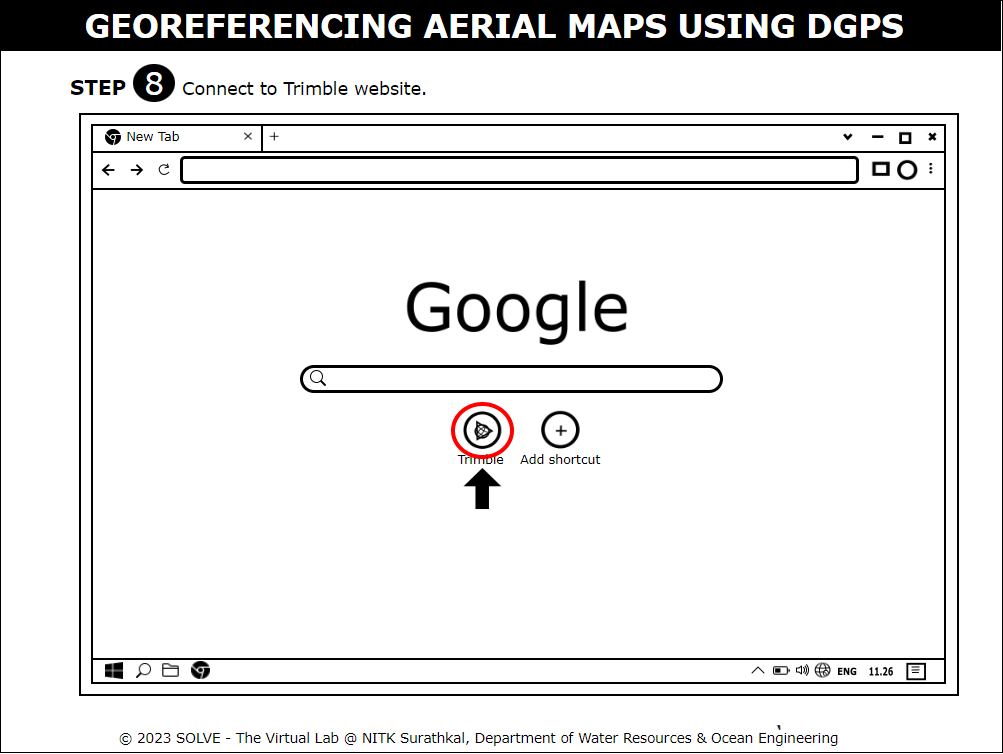 GEOREFERENCING AERIAL MAPS USING DGPS
STEP 8 Connect to Trimble website.
New Tab
Google
Trimble Add shortcut
ENG 11.26
© 2023 SOLVE - The Virtual Lab @ NITK Surathkal, Department of Water Resources & Ocean Engineering